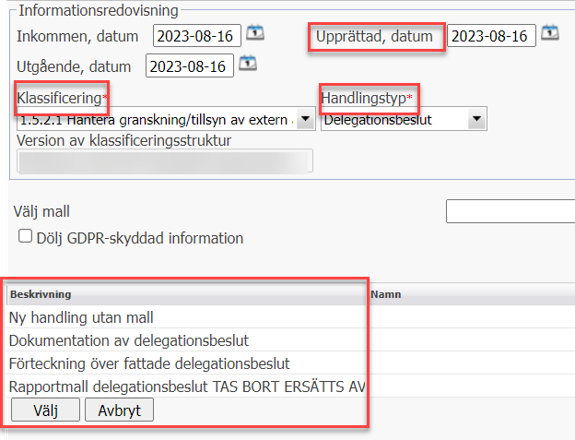 Informationsredovisning
Inkommen, datum 2023-08-16 Upprättad, datum 2023-08-16
Utgående, datum 2023-08-16
Klassificering* Handlingstyp*
1.5.2.1 Hantera granskning/tillsyn av extern Delegationsbeslut
Version av klassificeringsstruktur
Välj mall
Dölj GDPR-skyddad information
Beskrivning Namn
Ny handling utan mall
Dokumentation av delegationsbeslut
Förteckning över fattade delegationsbeslut
Rapportmall delegationsbeslut TAS BORT ERSÄTTS AV
Välj Avbryt